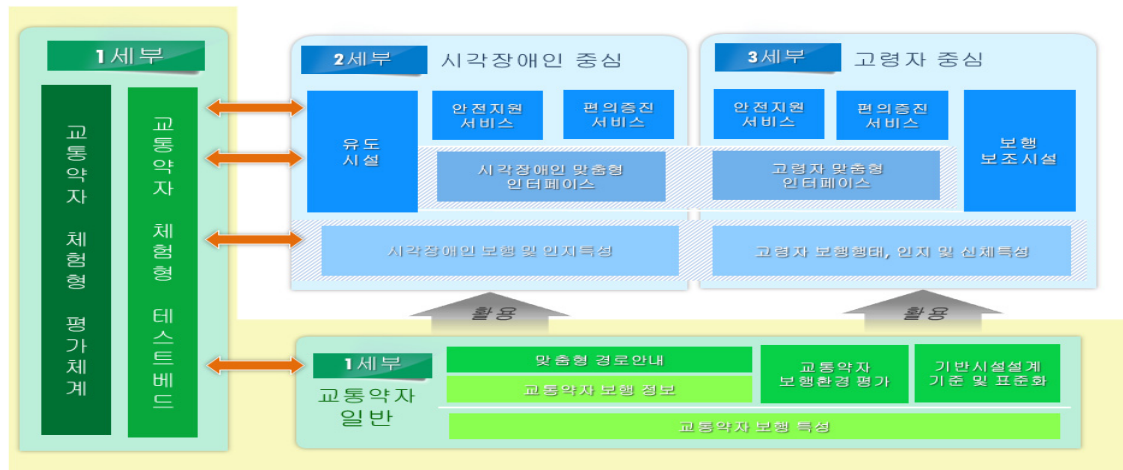 1세부
교통약자 체험형 평가체계
교통약자 체험형 테스트베드
2세부
시각장애인 중심
유도
시설
안전지원
서비스
편의증진
서비스
시각장애인 맞춤형
인터페이스
시각장애인 보행 및 인지특성
3세부
고령자 중심
안전지원
서비스
편의증진
서비스
보행
보조시설
고령자 맞춤형
인터페이스
고령자 보행행태, 인지 및 신체특성
활용
활용
1세부
교통약자
일반
맞춤형 경로안내
교통약자 보행 정보
교통약자
보행환경 평가
기반시설설계
기준 및 표준화
교통약자 보행 특성